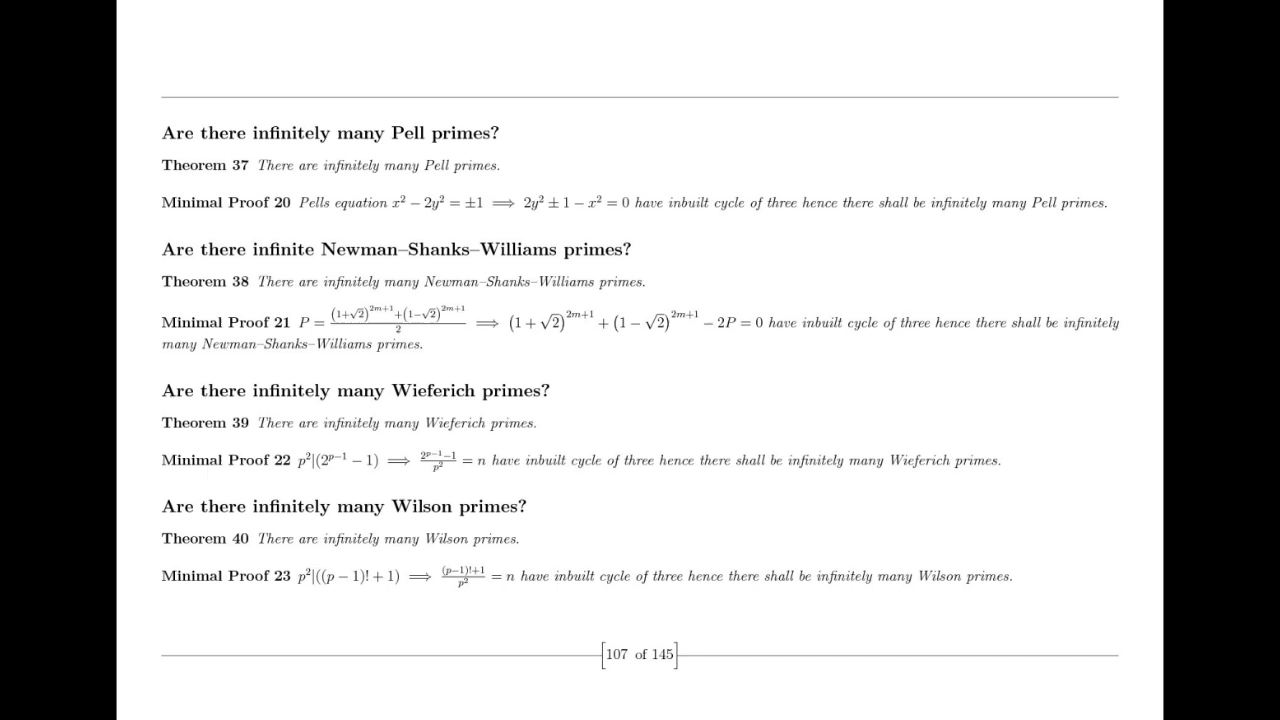 Are there infinitely many Pell primes?
Theorem 37 There are infinitely many Pell primes.
Minimal Proof 20 Pells equation x² − 2y² = ±1 ⟹ 2y² ± 1 − x² = 0 have inbuilt cycle of three hence there shall be infinitely many Pell primes.
Are there infinite Newman–Shanks–Williams primes?
Theorem 38 There are infinitely many Newman–Shanks–Williams primes.
Minimal Proof 21 P = \frac{(1+√2)^{2m+1}+(1−√2)^{2m+1}}{2} ⟹ (1 + √2)^{2m+1} + (1 − √2)^{2m+1} − 2P = 0 have inbuilt cycle of three hence there shall be infinitely
many Newman–Shanks–Williams primes.
Are there infinitely many Wieferich primes?
Theorem 39 There are infinitely many Wieferich primes.
Minimal Proof 22 p²|(2^{p−1} − 1) ⟹ \frac{2^{p−1}−1}{p²} = n have inbuilt cycle of three hence there shall be infinitely many Wieferich primes.
Are there infinitely many Wilson primes?
Theorem 40 There are infinitely many Wilson primes.
Minimal Proof 23 p²|((p − 1)! + 1) ⟹ \frac{(p−1)!+1}{p²} = n have inbuilt cycle of three hence there shall be infinitely many Wilson primes.
[107 of 145]